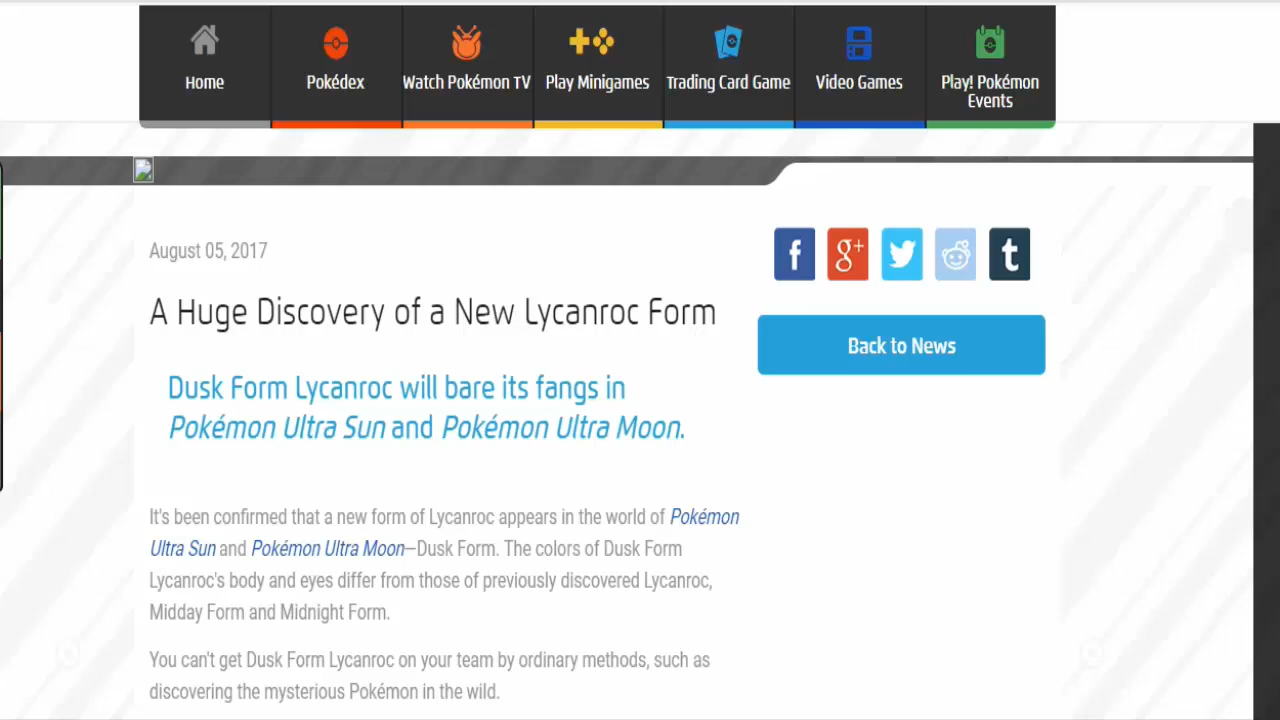 Home
Pokédex
Watch Pokémon TV
Play Minigames
Trading Card Game
Video Games
Play! Pokémon
Events
August 05, 2017
A Huge Discovery of a New Lycanroc Form
Back to News
Dusk Form Lycanroc will bare its fangs in
Pokémon Ultra Sun and Pokémon Ultra Moon.
It's been confirmed that a new form of Lycanroc appears in the world of Pokémon
Ultra Sun and Pokémon Ultra Moon—Dusk Form. The colors of Dusk Form
Lycanroc's body and eyes differ from those of previously discovered Lycanroc,
Midday Form and Midnight Form.
You can't get Dusk Form Lycanroc on your team by ordinary methods, such as
discovering the mysterious Pokémon in the wild.